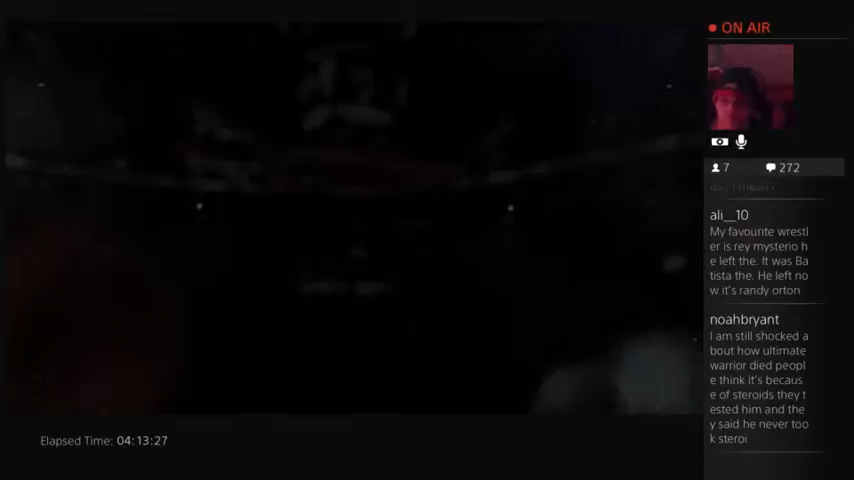 ON AIR
7 272
ali__10
My favourite wrestl
er is rey mysterio h
e left the. It was Ba
tista the. He left no
w it's randy orton
noahbryant
I am still shocked a
bout how ultimate
warrior died peopl
e think it's becaus
e of steroids they t
ested him and the
y said he never too
k steroi
Elapsed Time: 04:13:27